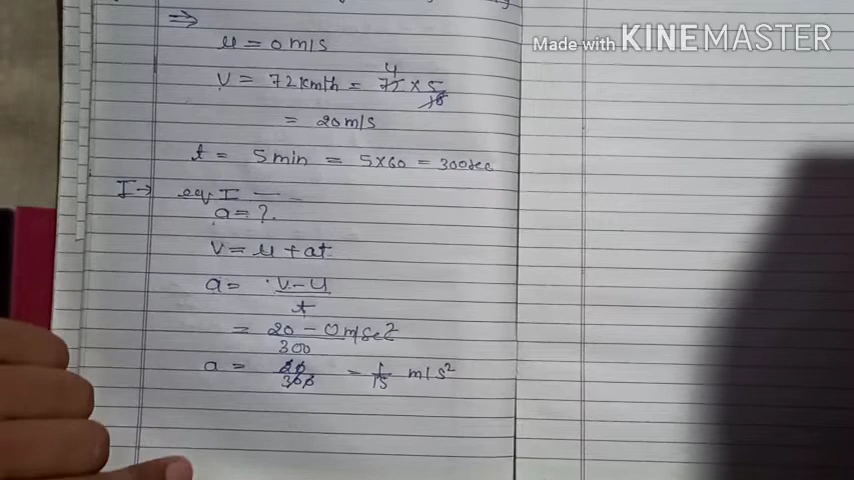 ⇒
u = 0 m/s
Made with KINEMASTER
v = 72 km/h = 72 × 5
4
18
= 20 m/s
t = 5 min = 5×60 = 300 sec
I → eq I —
a = ?
v = u + at
a = v - u
t
= 20 - 0 m/sec2
300
a = 20 = 1 m/s²
300 15